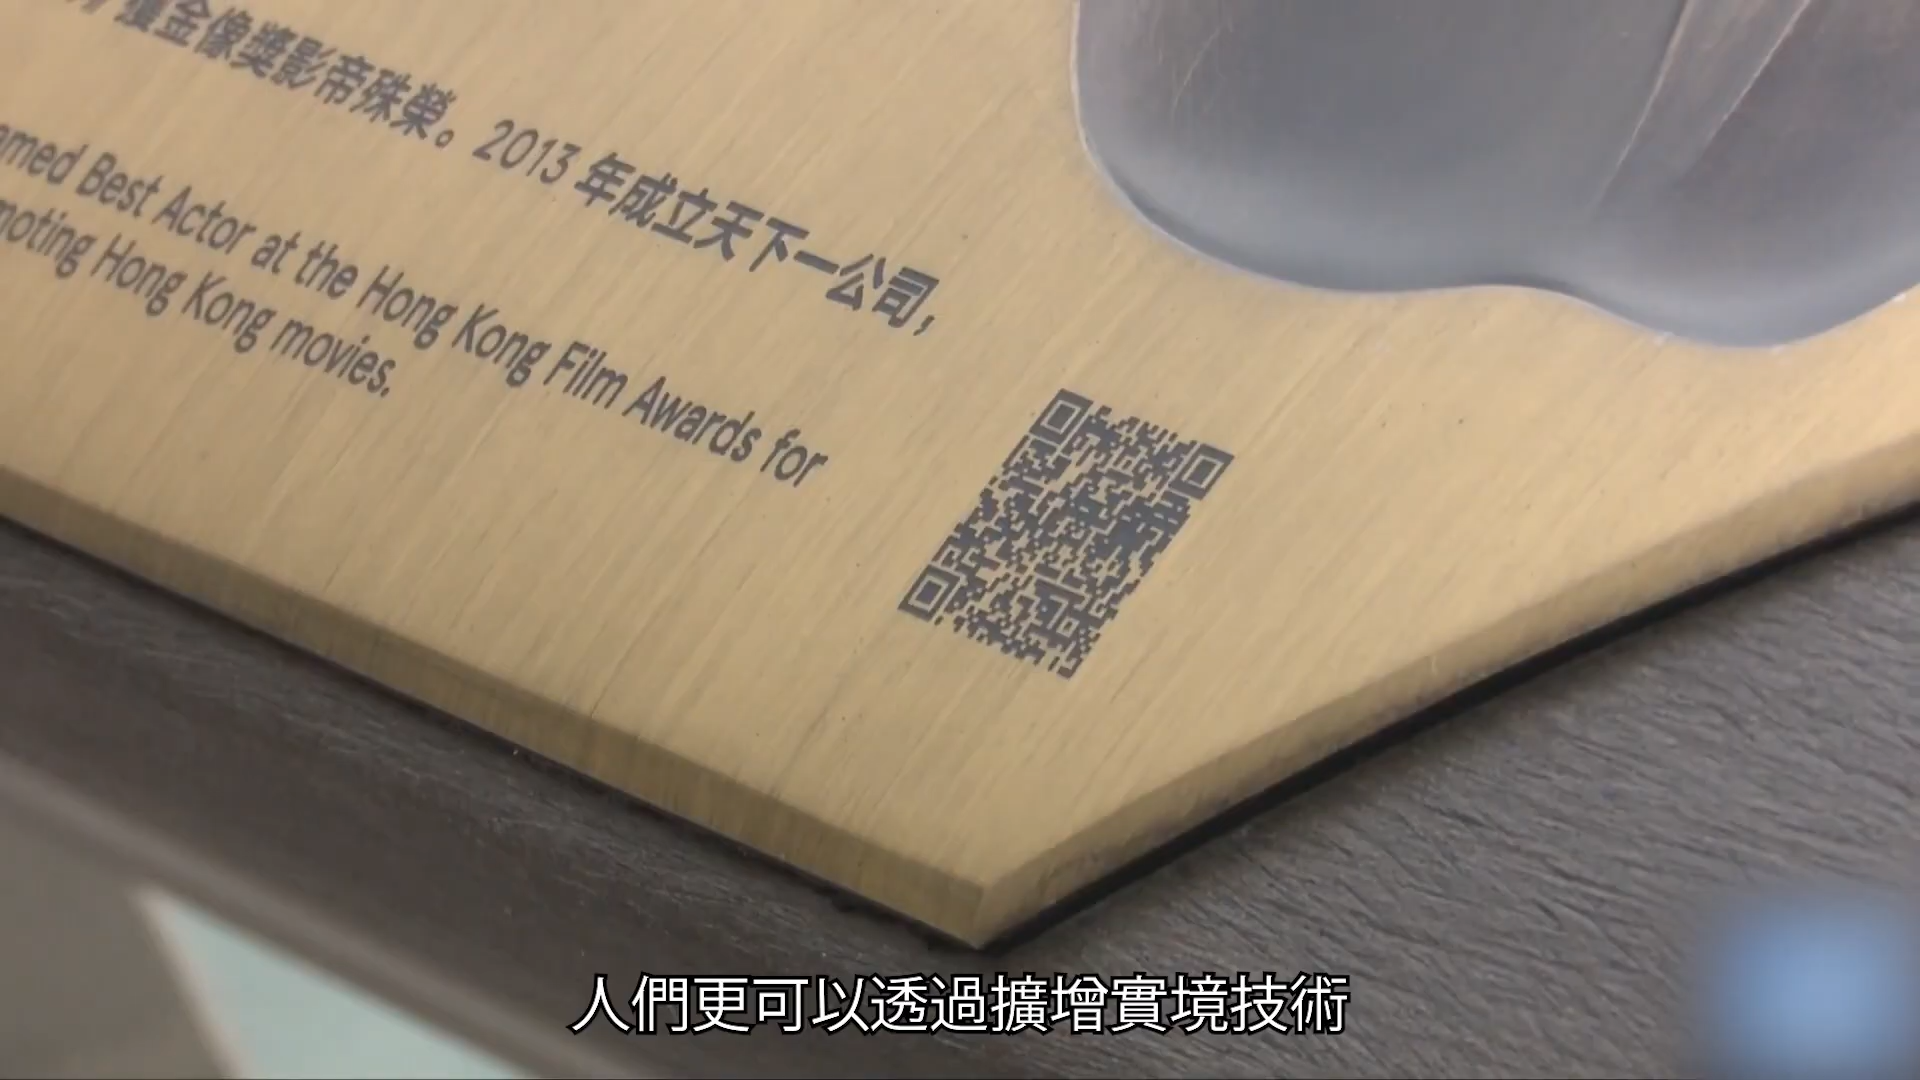 獲金像獎影帝殊榮。2013 年成立天下一公司,
Best Actor at the Hong Kong Film Awards for
Hong Kong movies.
人們更可以透過擴增實境技術